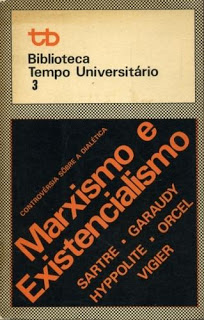 tb
Biblioteca
Tempo Universitário
3
CONTROVÉRSIA SÔBRE A DIALÉTICA
Marxismo e
Existencialismo
SARTRE · GARAUDY
HYPPOLITE · ORCEL
VIGIER